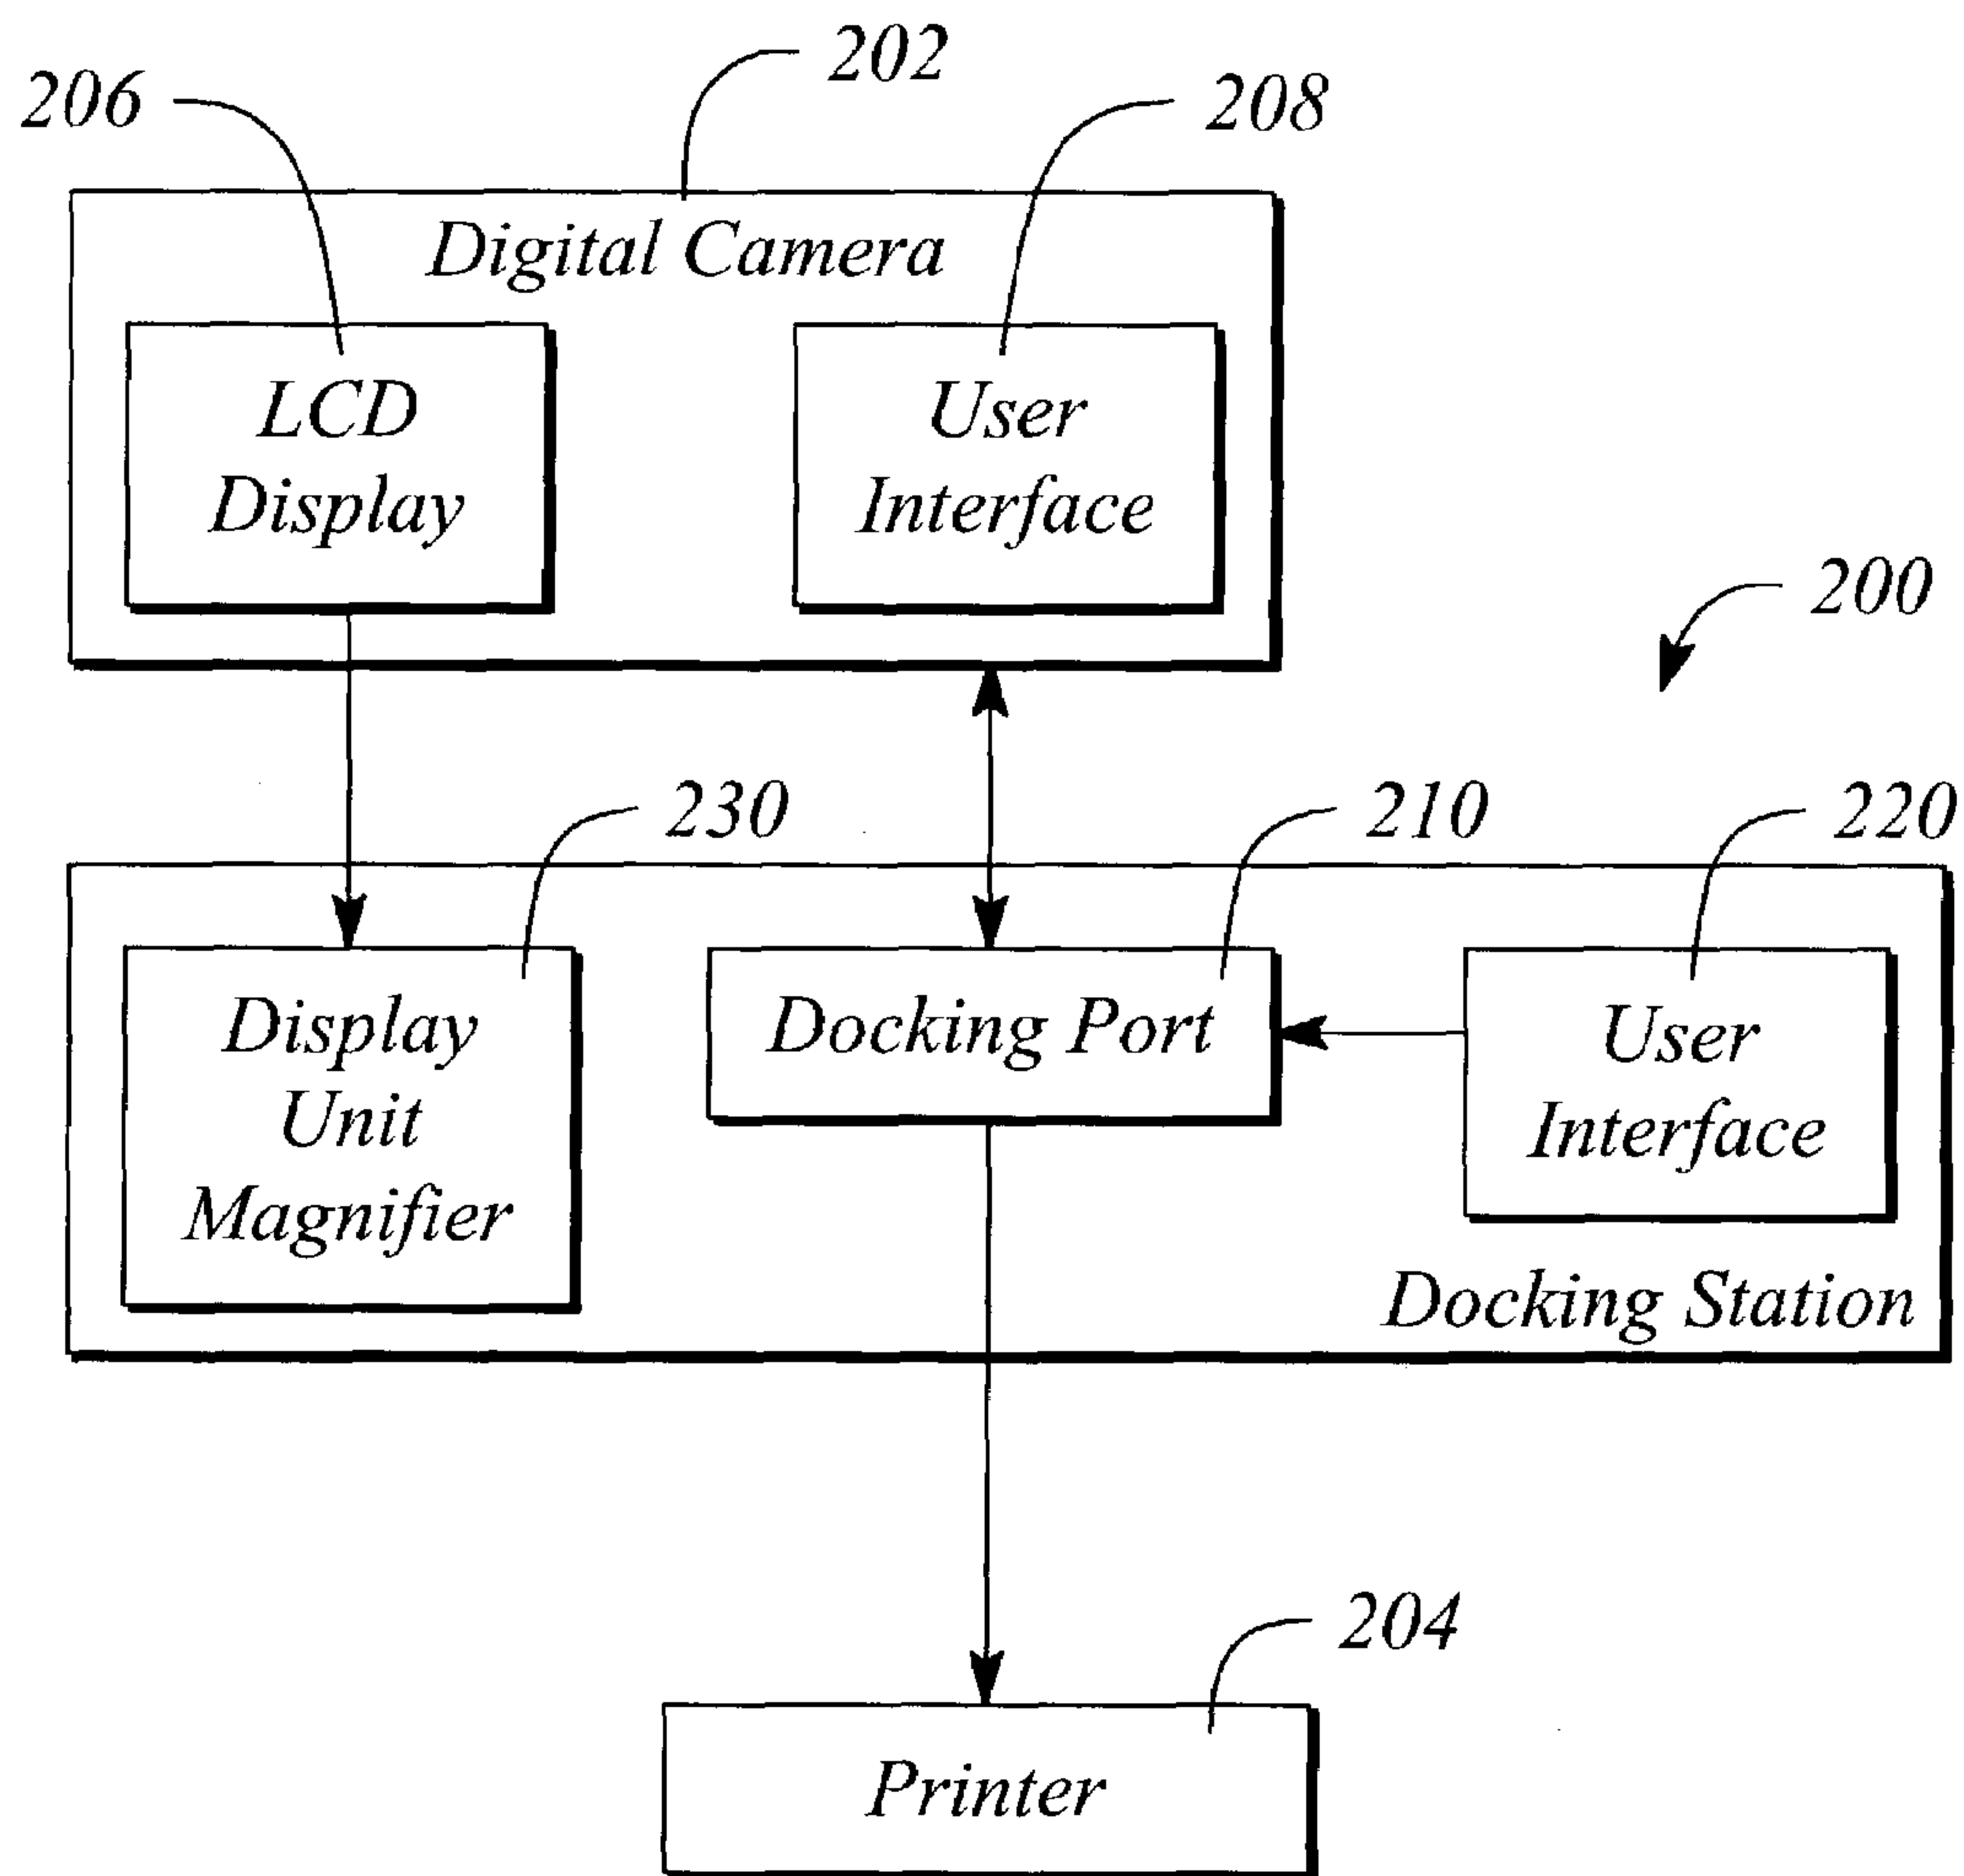 202
206
208
Digital Camera
LCD
Display
User
Interface
200
230
210
220
Display
Unit
Magnifier
Docking Port
User
Interface
Docking Station
204
Printer